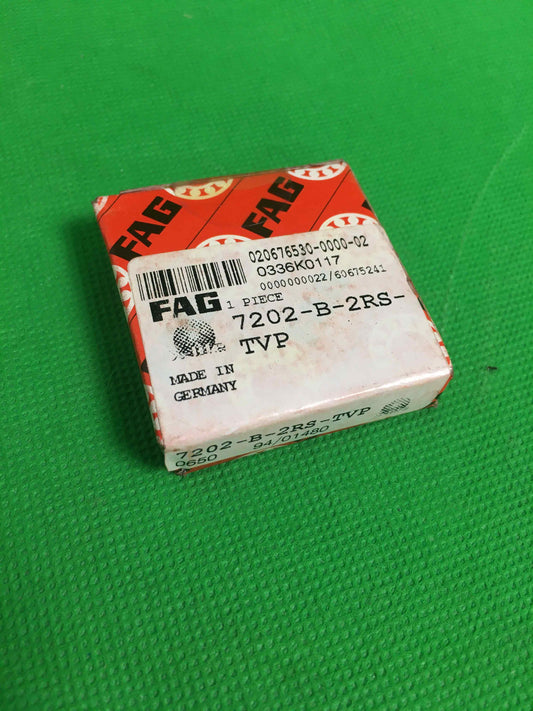 FAG
FAG
020676530-0000-02
0336K0117
0000000022/60675241
FAG 1 PIECE
7202-B-2RS-
TVP
MADE IN
GERMANY
7202-B-2RS-TVP
0650 94/01480